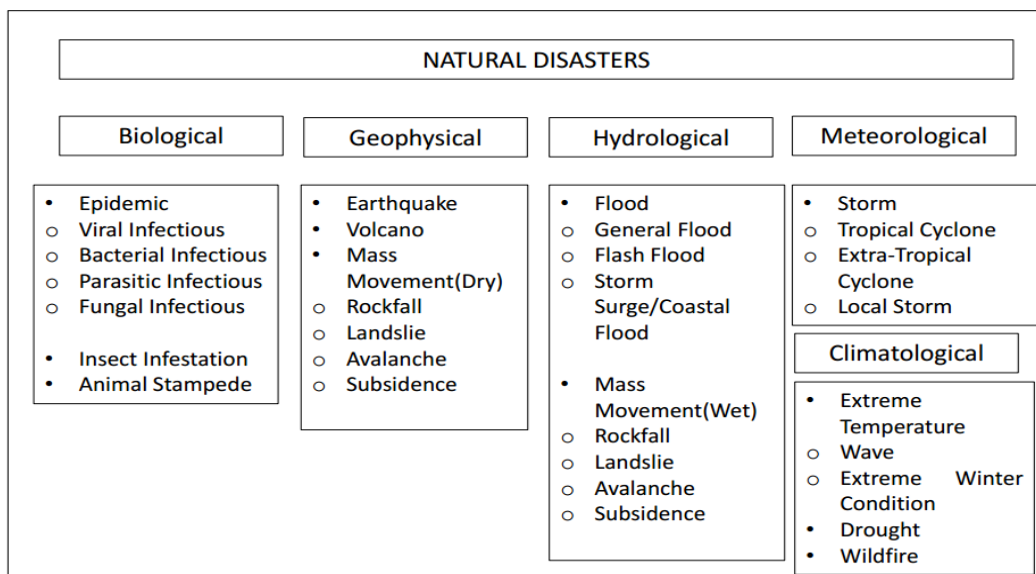 NATURAL DISASTERS
Biological
• Epidemic
o Viral Infectious
o Bacterial Infectious
o Parasitic Infectious
o Fungal Infectious
• Insect Infestation
• Animal Stampede
Geophysical
• Earthquake
• Volcano
• Mass
Movement(Dry)
o Rockfall
o Landslie
o Avalanche
o Subsidence
Hydrological
• Flood
o General Flood
o Flash Flood
o Storm
Surge/Coastal
Flood
• Mass
Movement(Wet)
o Rockfall
o Landslie
o Avalanche
o Subsidence
Meteorological
• Storm
o Tropical Cyclone
o Extra-Tropical
Cyclone
o Local Storm
Climatological
• Extreme
Temperature
o Wave
o Extreme Winter
Condition
• Drought
• Wildfire